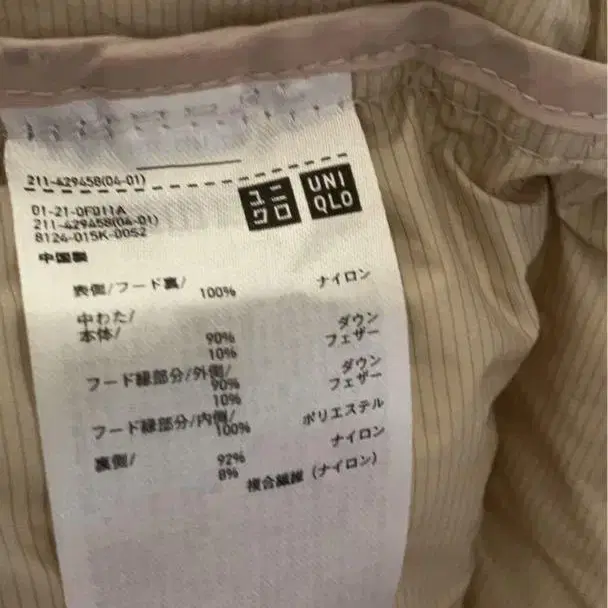 211-429458(04-01)
ユニ
クロ
UNI
QLO
01-21-0F011A
211-429458(04-01)
8124-015K-0052
中国製
表側/フード裏/
100% ナイロン
中わた/
本体/
90% ダウン
10% フェザー
フード縁部分/外側/
90% ダウン
10% フェザー
フード縁部分/内側/
100% ポリエステル
裏側/
92% ナイロン
8% 複合繊維(ナイロン)